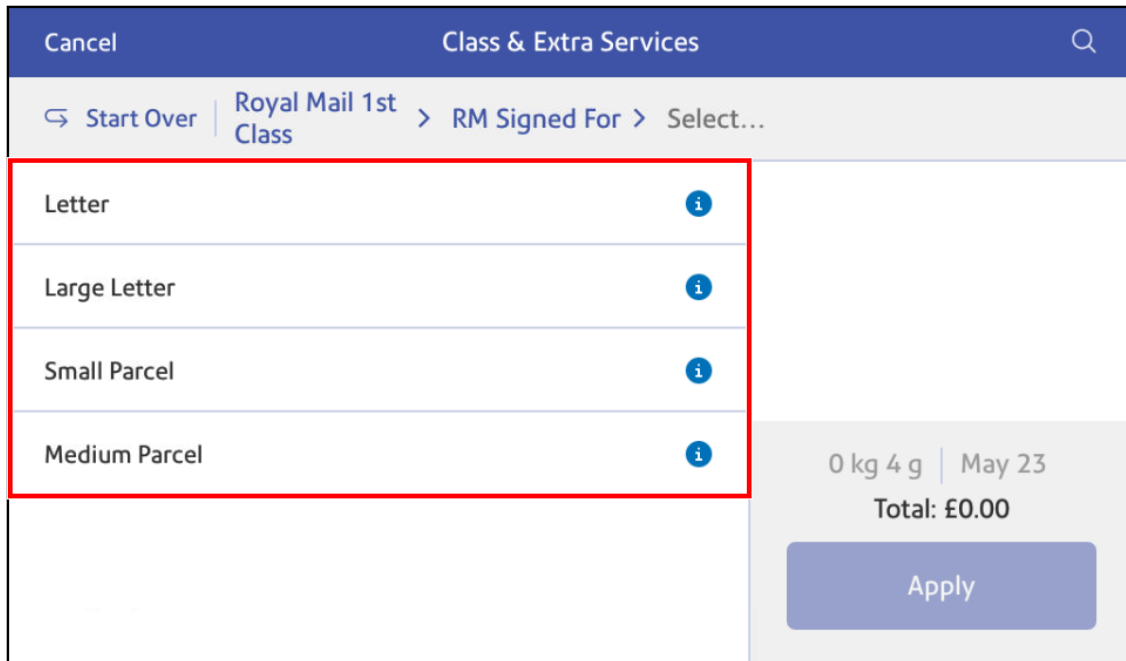 Cancel
Class & Extra Services
Start Over
Royal Mail 1st
Class
RM Signed For
Select...
Letter
Large Letter
Small Parcel
Medium Parcel
0 kg 4 g
May 23
Total: £0.00
Apply